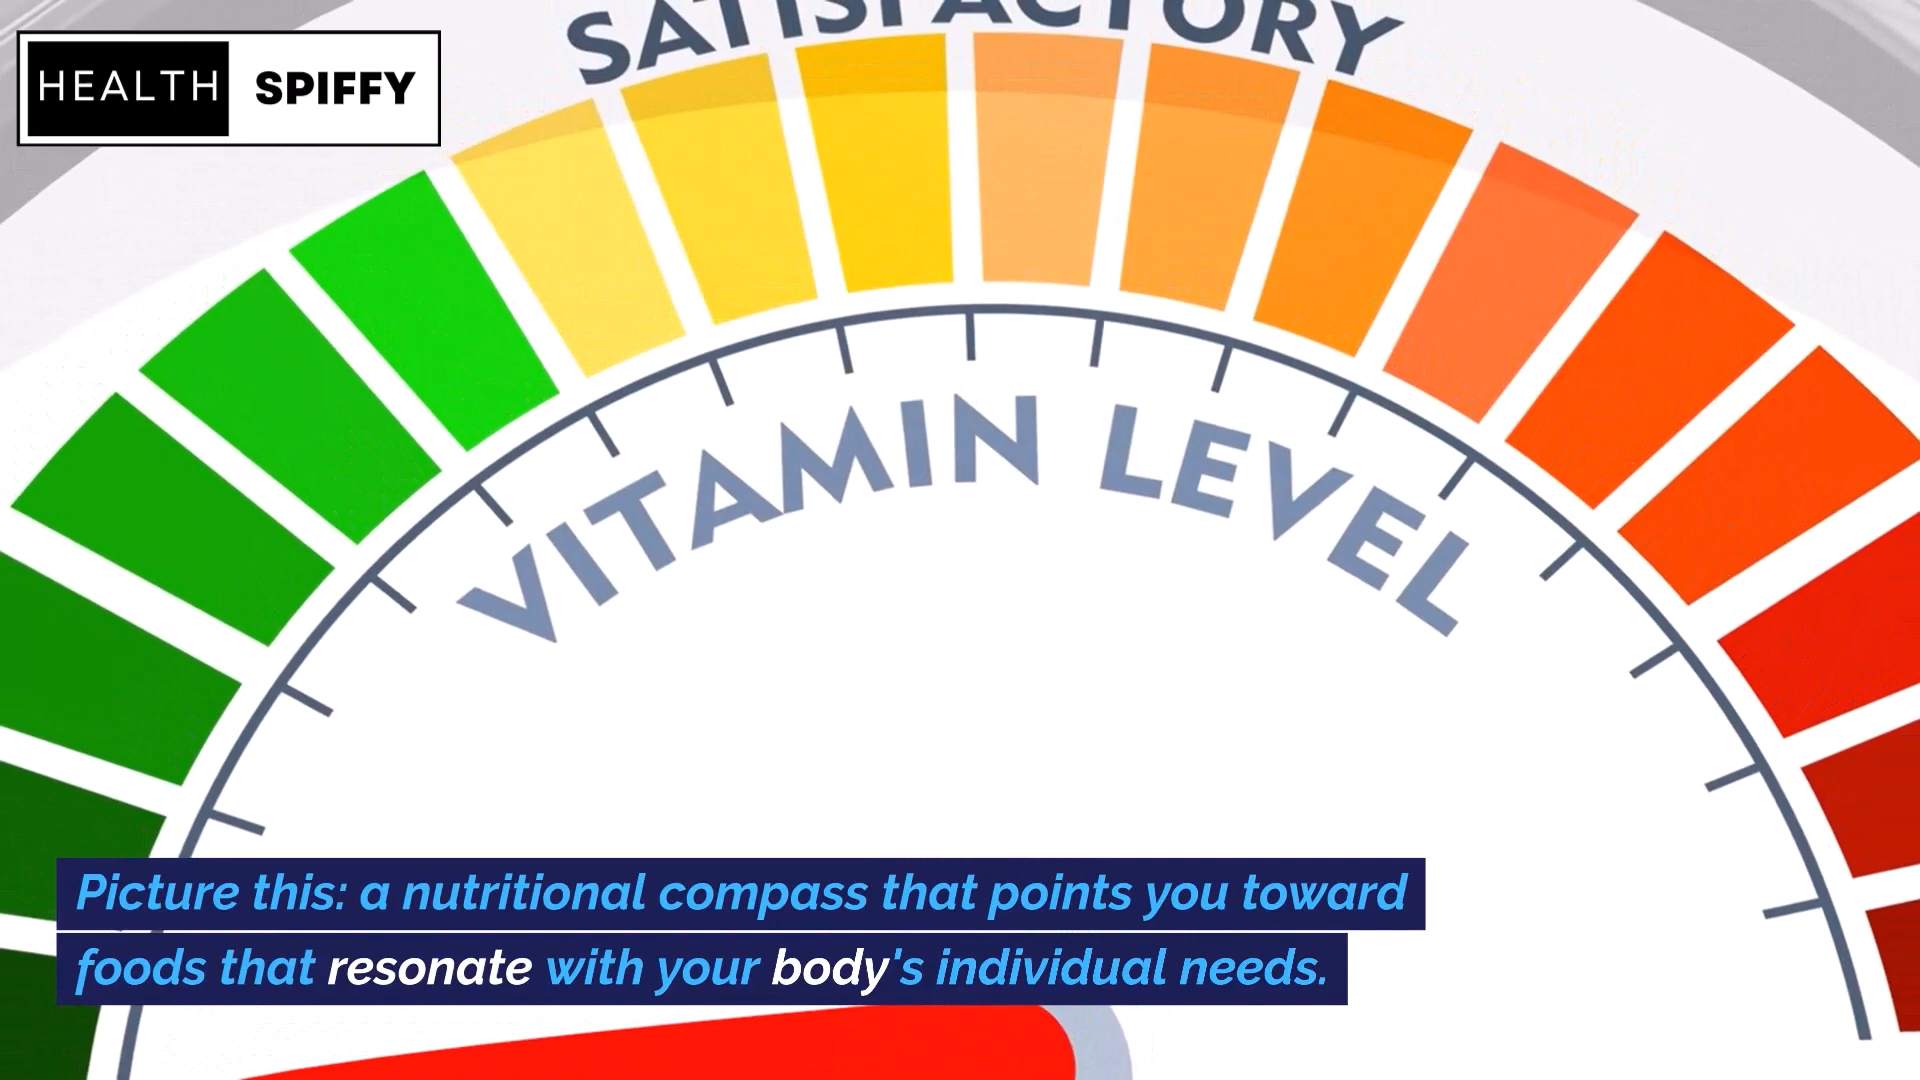 SATISFACTORY
HEALTH SPIFFY
VITAMIN LEVEL
Picture this: a nutritional compass that points you toward
foods that resonate with your body's individual needs.